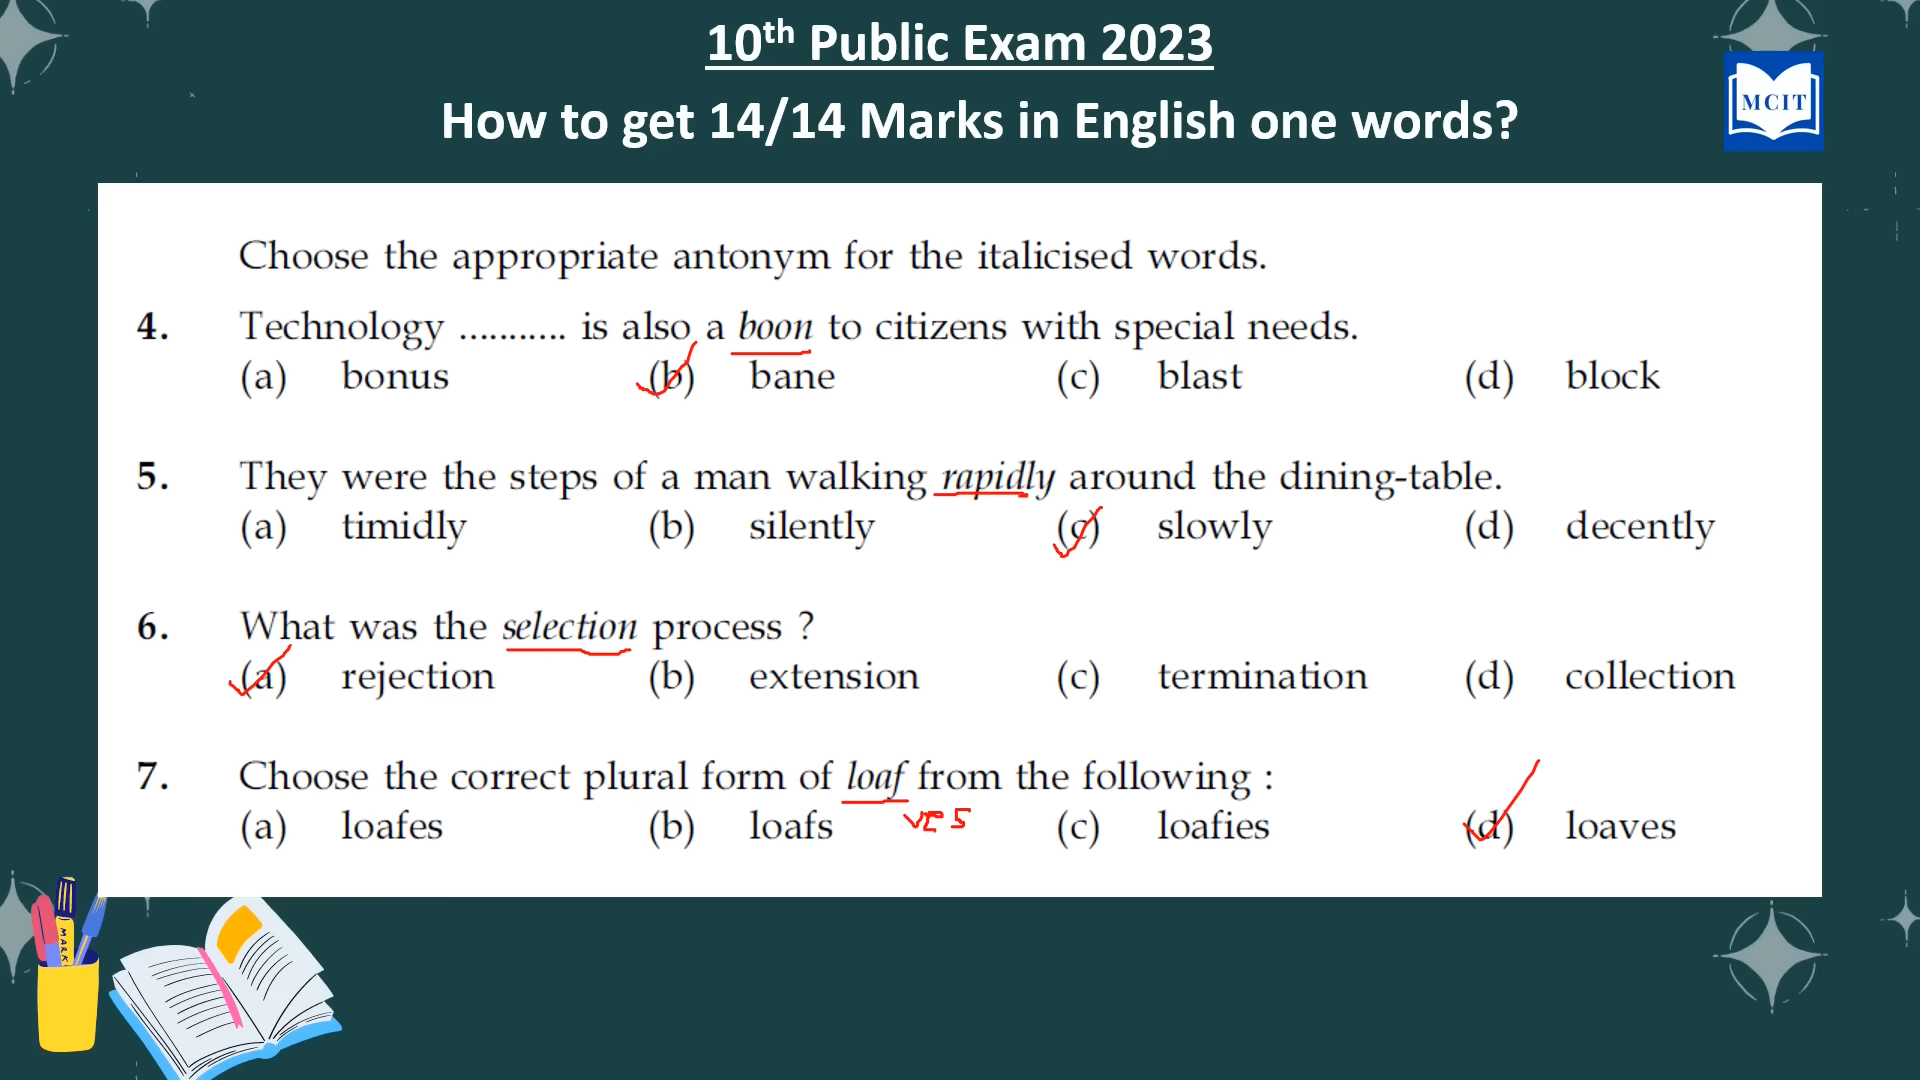 10th Public Exam 2023
How to get 14/14 Marks in English one words?
MCIT
Choose the appropriate antonym for the italicised words.
4. Technology ........... is also a boon to citizens with special needs.
(a) bonus (b) bane (c) blast (d) block
5. They were the steps of a man walking rapidly around the dining-table.
(a) timidly (b) silently (c) slowly (d) decently
6. What was the selection process ?
(a) rejection (b) extension (c) termination (d) collection
7. Choose the correct plural form of loaf from the following :
ves
(a) loafes (b) loafs (c) loafies (d) loaves
MARK